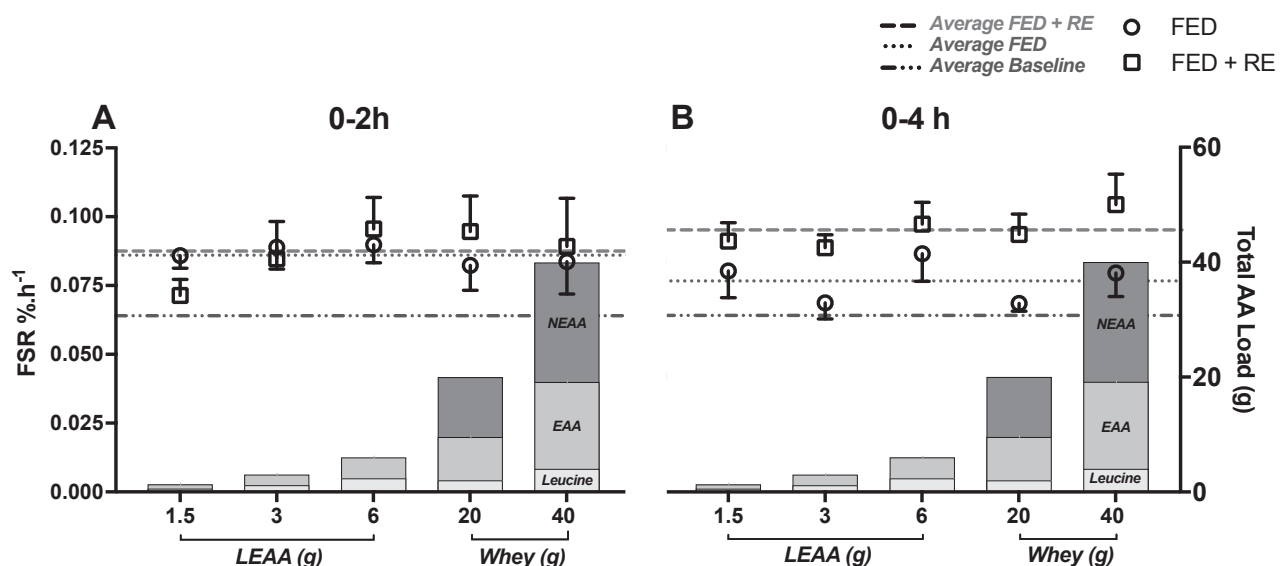 Average FED + RE
Average FED
Average Baseline
FED
FED + RE
A
0-2h
B
0-4 h
0.125
0.100
0.075
0.050
0.025
0.000
FSR %.h⁻¹
NEAA
EAA
Leucine
1.5 3 6 20 40
LEAA (g) Whey (g)
60
40
20
0
Total AA Load (g)
NEAA
EAA
Leucine
1.5 3 6 20 40
LEAA (g) Whey (g)